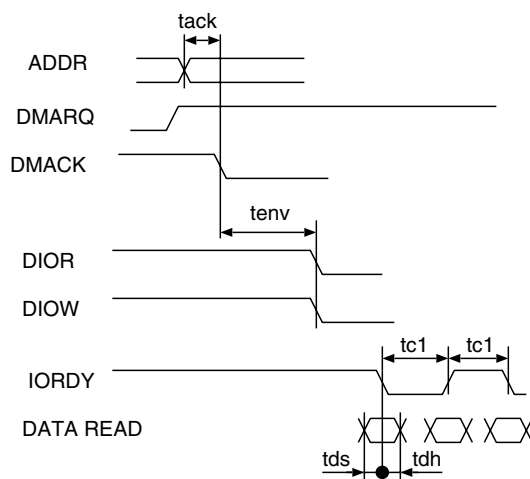 tack
ADDR
DMARQ
DMACK
tenv
DIOR
DIOW
tc1 tc1
IORDY
DATA READ
tds tdh